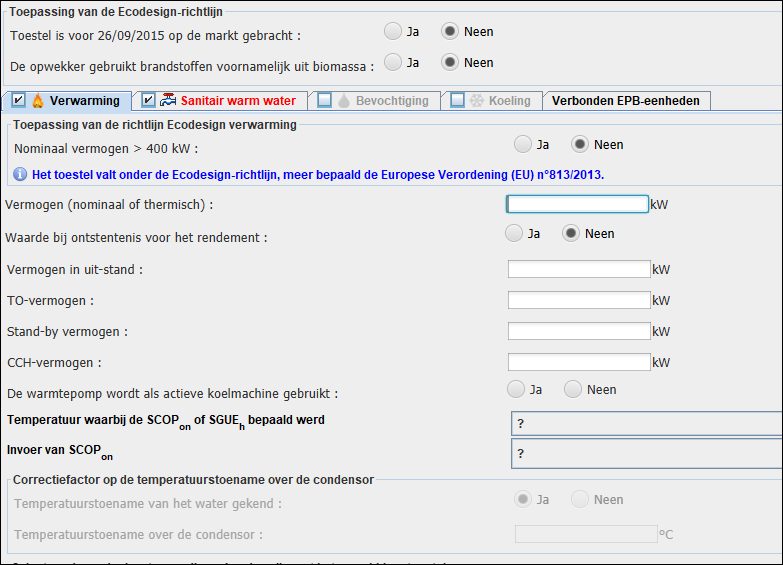 Toepassing van de Ecodesign-richtlijn
Toestel is voor 26/09/2015 op de markt gebracht : Ja Neen
De opwekker gebruikt brandstoffen voornamelijk uit biomassa : Ja Neen
Verwarming Sanitair warm water Bevochtiging Koeling Verbonden EPB-eenheden
Toepassing van de richtlijn Ecodesign verwarming
Nominaal vermogen > 400 kW : Ja Neen
Het toestel valt onder de Ecodesign-richtlijn, meer bepaald de Europese Verordening (EU) n°813/2013.
Vermogen (nominaal of thermisch) : kW
Waarde bij ontstentenis voor het rendement : Ja Neen
Vermogen in uit-stand : kW
TO-vermogen : kW
Stand-by vermogen : kW
CCH-vermogen : kW
De warmtepomp wordt als actieve koelmachine gebruikt : Ja Neen
Temperatuur waarbij de SCOPon of SGUEh bepaald werd ?
Invoer van SCOPon ?
Correctiefactor op de temperatuurstoename over de condensor
Temperatuurstoename van het water gekend : Ja Neen
Temperatuurstoename over de condensor : °C